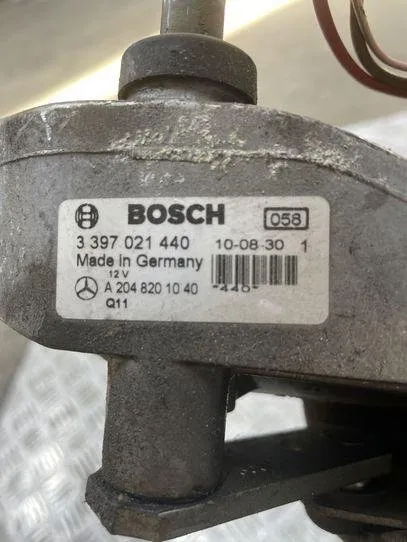 BOSCH 058
3 397 021 440 10-08-30 1
Made in Germany
12 V
A 204 820 10 40 -440-
Q11